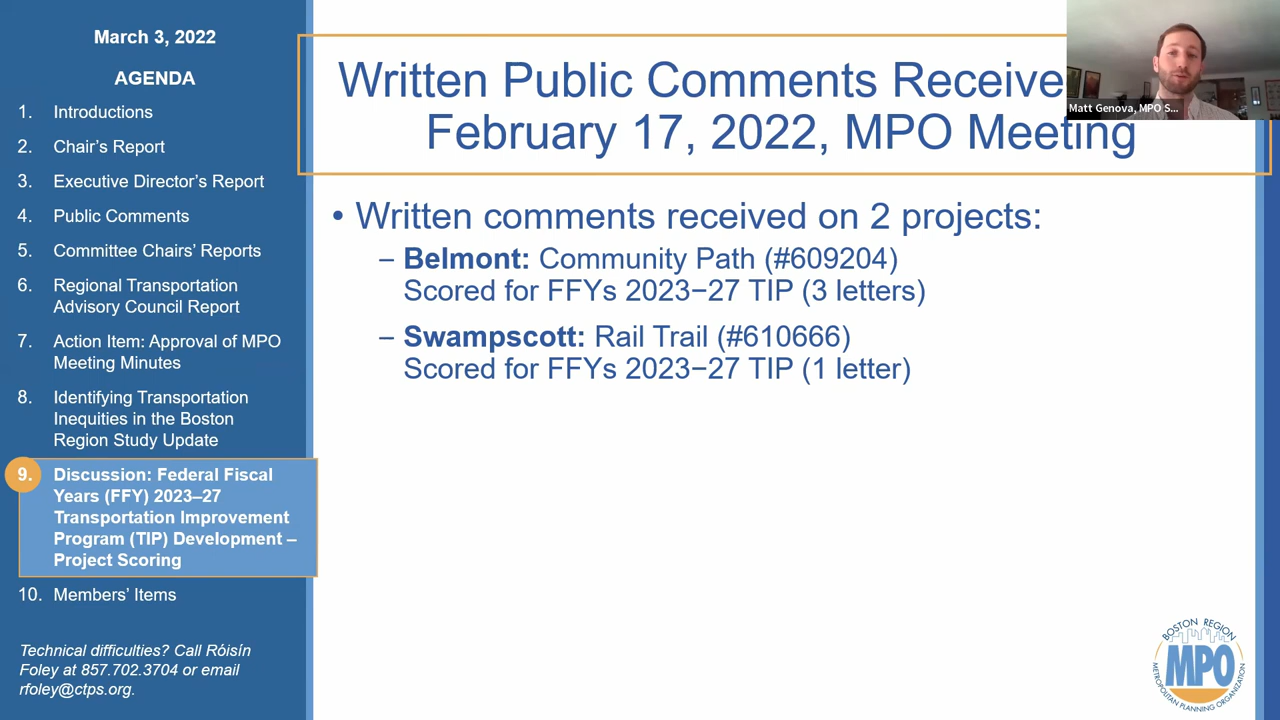 March 3, 2022
AGENDA
1. Introductions
2. Chair's Report
3. Executive Director's Report
4. Public Comments
5. Committee Chairs' Reports
6. Regional Transportation
Advisory Council Report
7. Action Item: Approval of MPO
Meeting Minutes
8. Identifying Transportation
Inequities in the Boston
Region Study Update
9. Discussion: Federal Fiscal
Years (FFY) 2023–27
Transportation Improvement
Program (TIP) Development –
Project Scoring
10. Members' Items
Technical difficulties? Call Róisín
Foley at 857.702.3704 or email
rfoley@ctps.org.
Written Public Comments Receive
February 17, 2022, MPO Meeting
• Written comments received on 2 projects:
– Belmont: Community Path (#609204)
Scored for FFYs 2023−27 TIP (3 letters)
– Swampscott: Rail Trail (#610666)
Scored for FFYs 2023−27 TIP (1 letter)
Matt Genova, MPO S...
BOSTON REGION
MPO
METROPOLITAN PLANNING ORGANIZATION